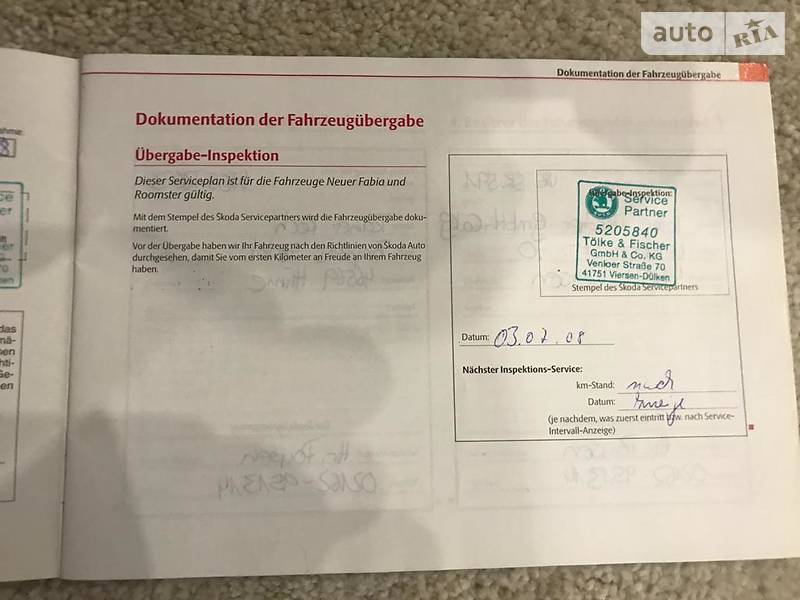 auto RIA
Dokumentation der Fahrzeugübergabe
Dokumentation der Fahrzeugübergabe
Übergabe-Inspektion
Dieser Serviceplan ist für die Fahrzeuge Neuer Fabia und
Roomster gültig.
Mit dem Stempel des Škoda Servicepartners wird die Fahrzeugübergabe doku-
mentiert.
Vor der Übergabe haben wir Ihr Fahrzeug nach den Richtlinien von Škoda Auto
durchgesehen, damit Sie vom ersten Kilometer an Freude an Ihrem Fahrzeug
haben.
Übergabe-Inspektion:
Service
Partner
5205840
Tölke & Fischer
GmbH & Co. KG
Venloer Straße 70
41751 Viersen-Dülken
Stempel des Škoda Servicepartners
Datum: 03.07.08
Nächster Inspektions-Service:
km-Stand: nach
Datum: Anzeige
(je nachdem, was zuerst eintritt bzw. nach Service-
Intervall-Anzeige)